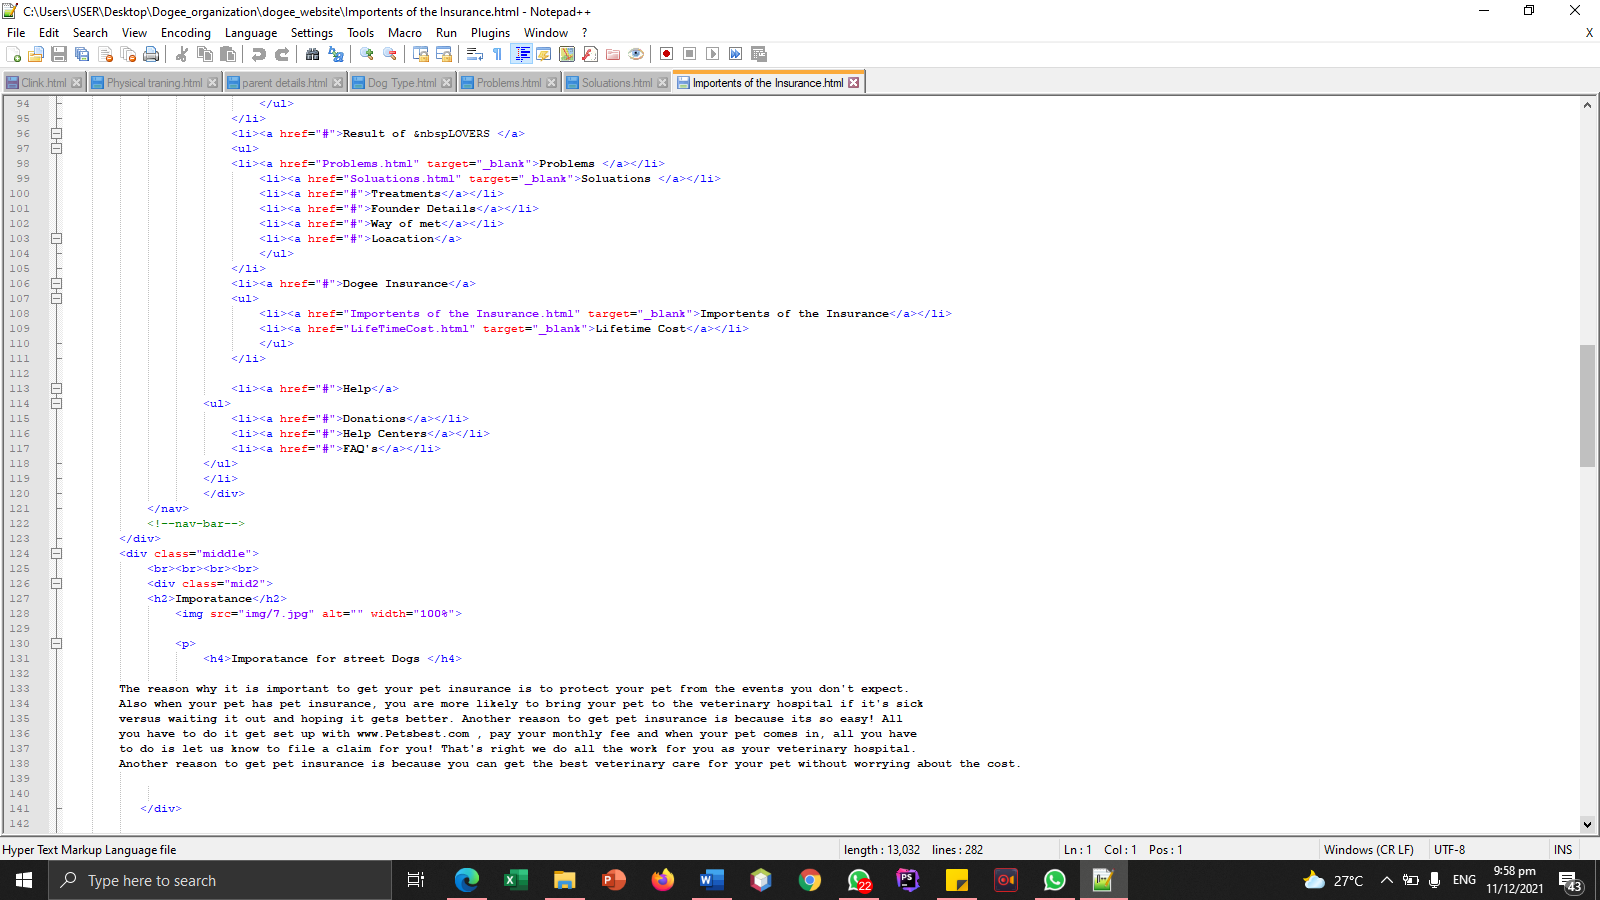 C:\Users\USER\Desktop\Dogee_organization\dogee_website\Importents of the Insurance.html - Notepad++
File Edit Search View Encoding Language Settings Tools Macro Run Plugins Window ? X
Clink.html Physical traning.html parent details.html Dog Type.html Problems.html Soluations.html Importents of the Insurance.html
94 </ul>
95 </li>
96 <li><a href="#">Result of &nbspLOVERS </a>
97 <ul>
98 <li><a href="Problems.html" target="_blank">Problems </a></li>
99 <li><a href="Soluations.html" target="_blank">Soluations </a></li>
100 <li><a href="#">Treatments</a></li>
101 <li><a href="#">Founder Details</a></li>
102 <li><a href="#">Way of met</a></li>
103 <li><a href="#">Loacation</a>
104 </ul>
105 </li>
106 <li><a href="#">Dogee Insurance</a>
107 <ul>
108 <li><a href="Importents of the Insurance.html" target="_blank">Importents of the Insurance</a></li>
109 <li><a href="LifeTimeCost.html" target="_blank">Lifetime Cost</a></li>
110 </ul>
111 </li>
112
113 <li><a href="#">Help</a>
114 <ul>
115 <li><a href="#">Donations</a></li>
116 <li><a href="#">Help Centers</a></li>
117 <li><a href="#">FAQ's</a></li>
118 </ul>
119 </li>
120 </div>
121 </nav>
122 <!--nav-bar-->
123 </div>
124 <div class="middle">
125 <br><br><br><br>
126 <div class="mid2">
127 <h2>Imporatance</h2>
128 <img src="img/7.jpg" alt="" width="100%">
129
130 <p>
131 <h4>Imporatance for street Dogs </h4>
132
133 The reason why it is important to get your pet insurance is to protect your pet from the events you don't expect.
134 Also when your pet has pet insurance, you are more likely to bring your pet to the veterinary hospital if it's sick
135 versus waiting it out and hoping it gets better. Another reason to get pet insurance is because its so easy! All
136 you have to do it get set up with www.Petsbest.com , pay your monthly fee and when your pet comes in, all you have
137 to do is let us know to file a claim for you! That's right we do all the work for you as your veterinary hospital.
138 Another reason to get pet insurance is because you can get the best veterinary care for your pet without worrying about the cost.
139
140
141 </div>
142
Hyper Text Markup Language file length : 13,032 lines : 282 Ln : 1 Col : 1 Pos : 1 Windows (CR LF) UTF-8 INS
Type here to search 22 27°C ENG 9:58 pm 43
11/12/2021